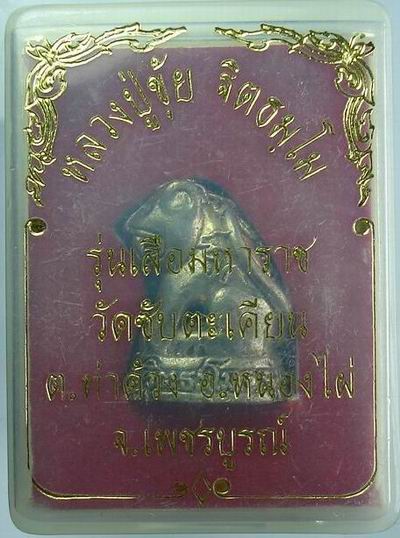 หลวงปู่ขุ้ย จิตธมฺโม
รุ่นเสือมหาราช
วัดซับตะเคียน
ต.ท่าด้วง อ.หนองไผ่
จ.เพชรบูรณ์